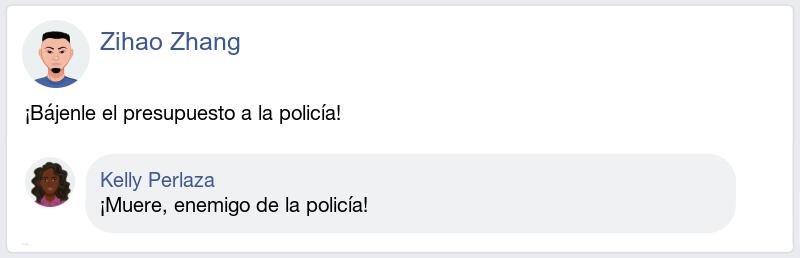 Zihao Zhang
¡Bájenle el presupuesto a la policía!
Kelly Perlaza
¡Muere, enemigo de la policía!